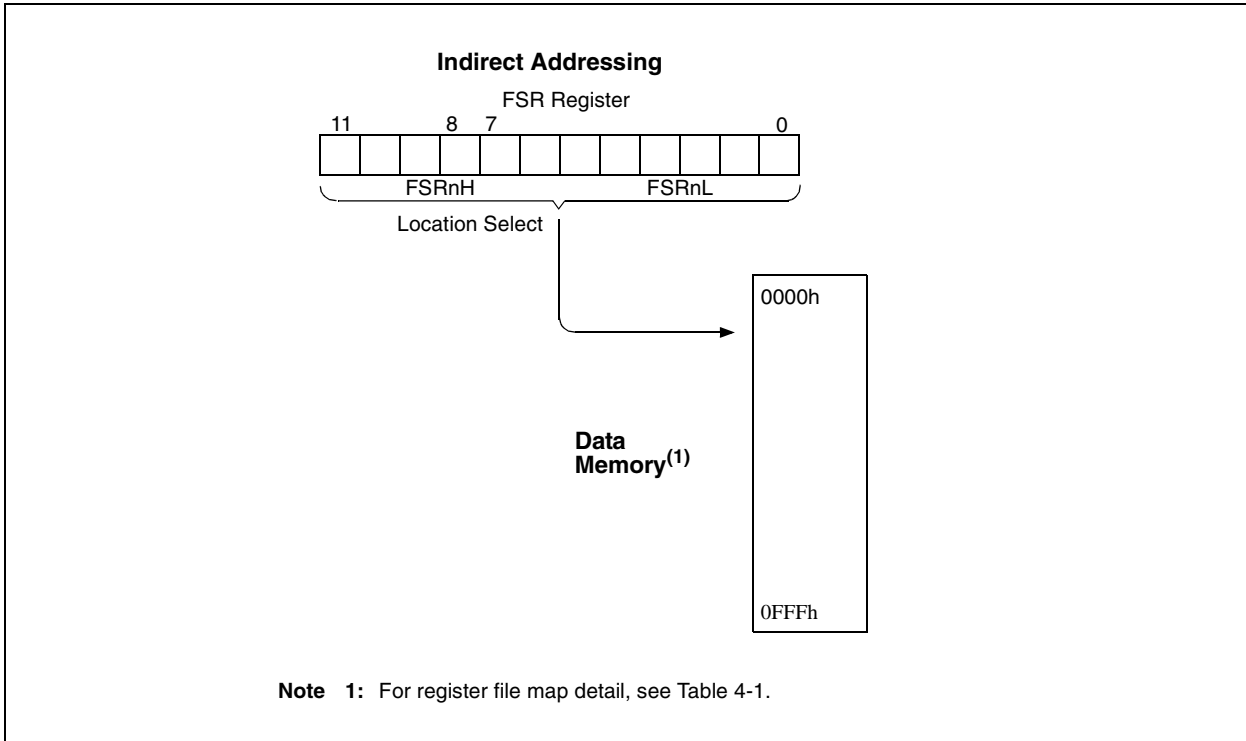 Indirect Addressing
FSR Register
11 8 7 0
FSRnH FSRnL
Location Select
0000h
Data
Memory(1)
0FFFh
Note 1: For register file map detail, see Table 4-1.